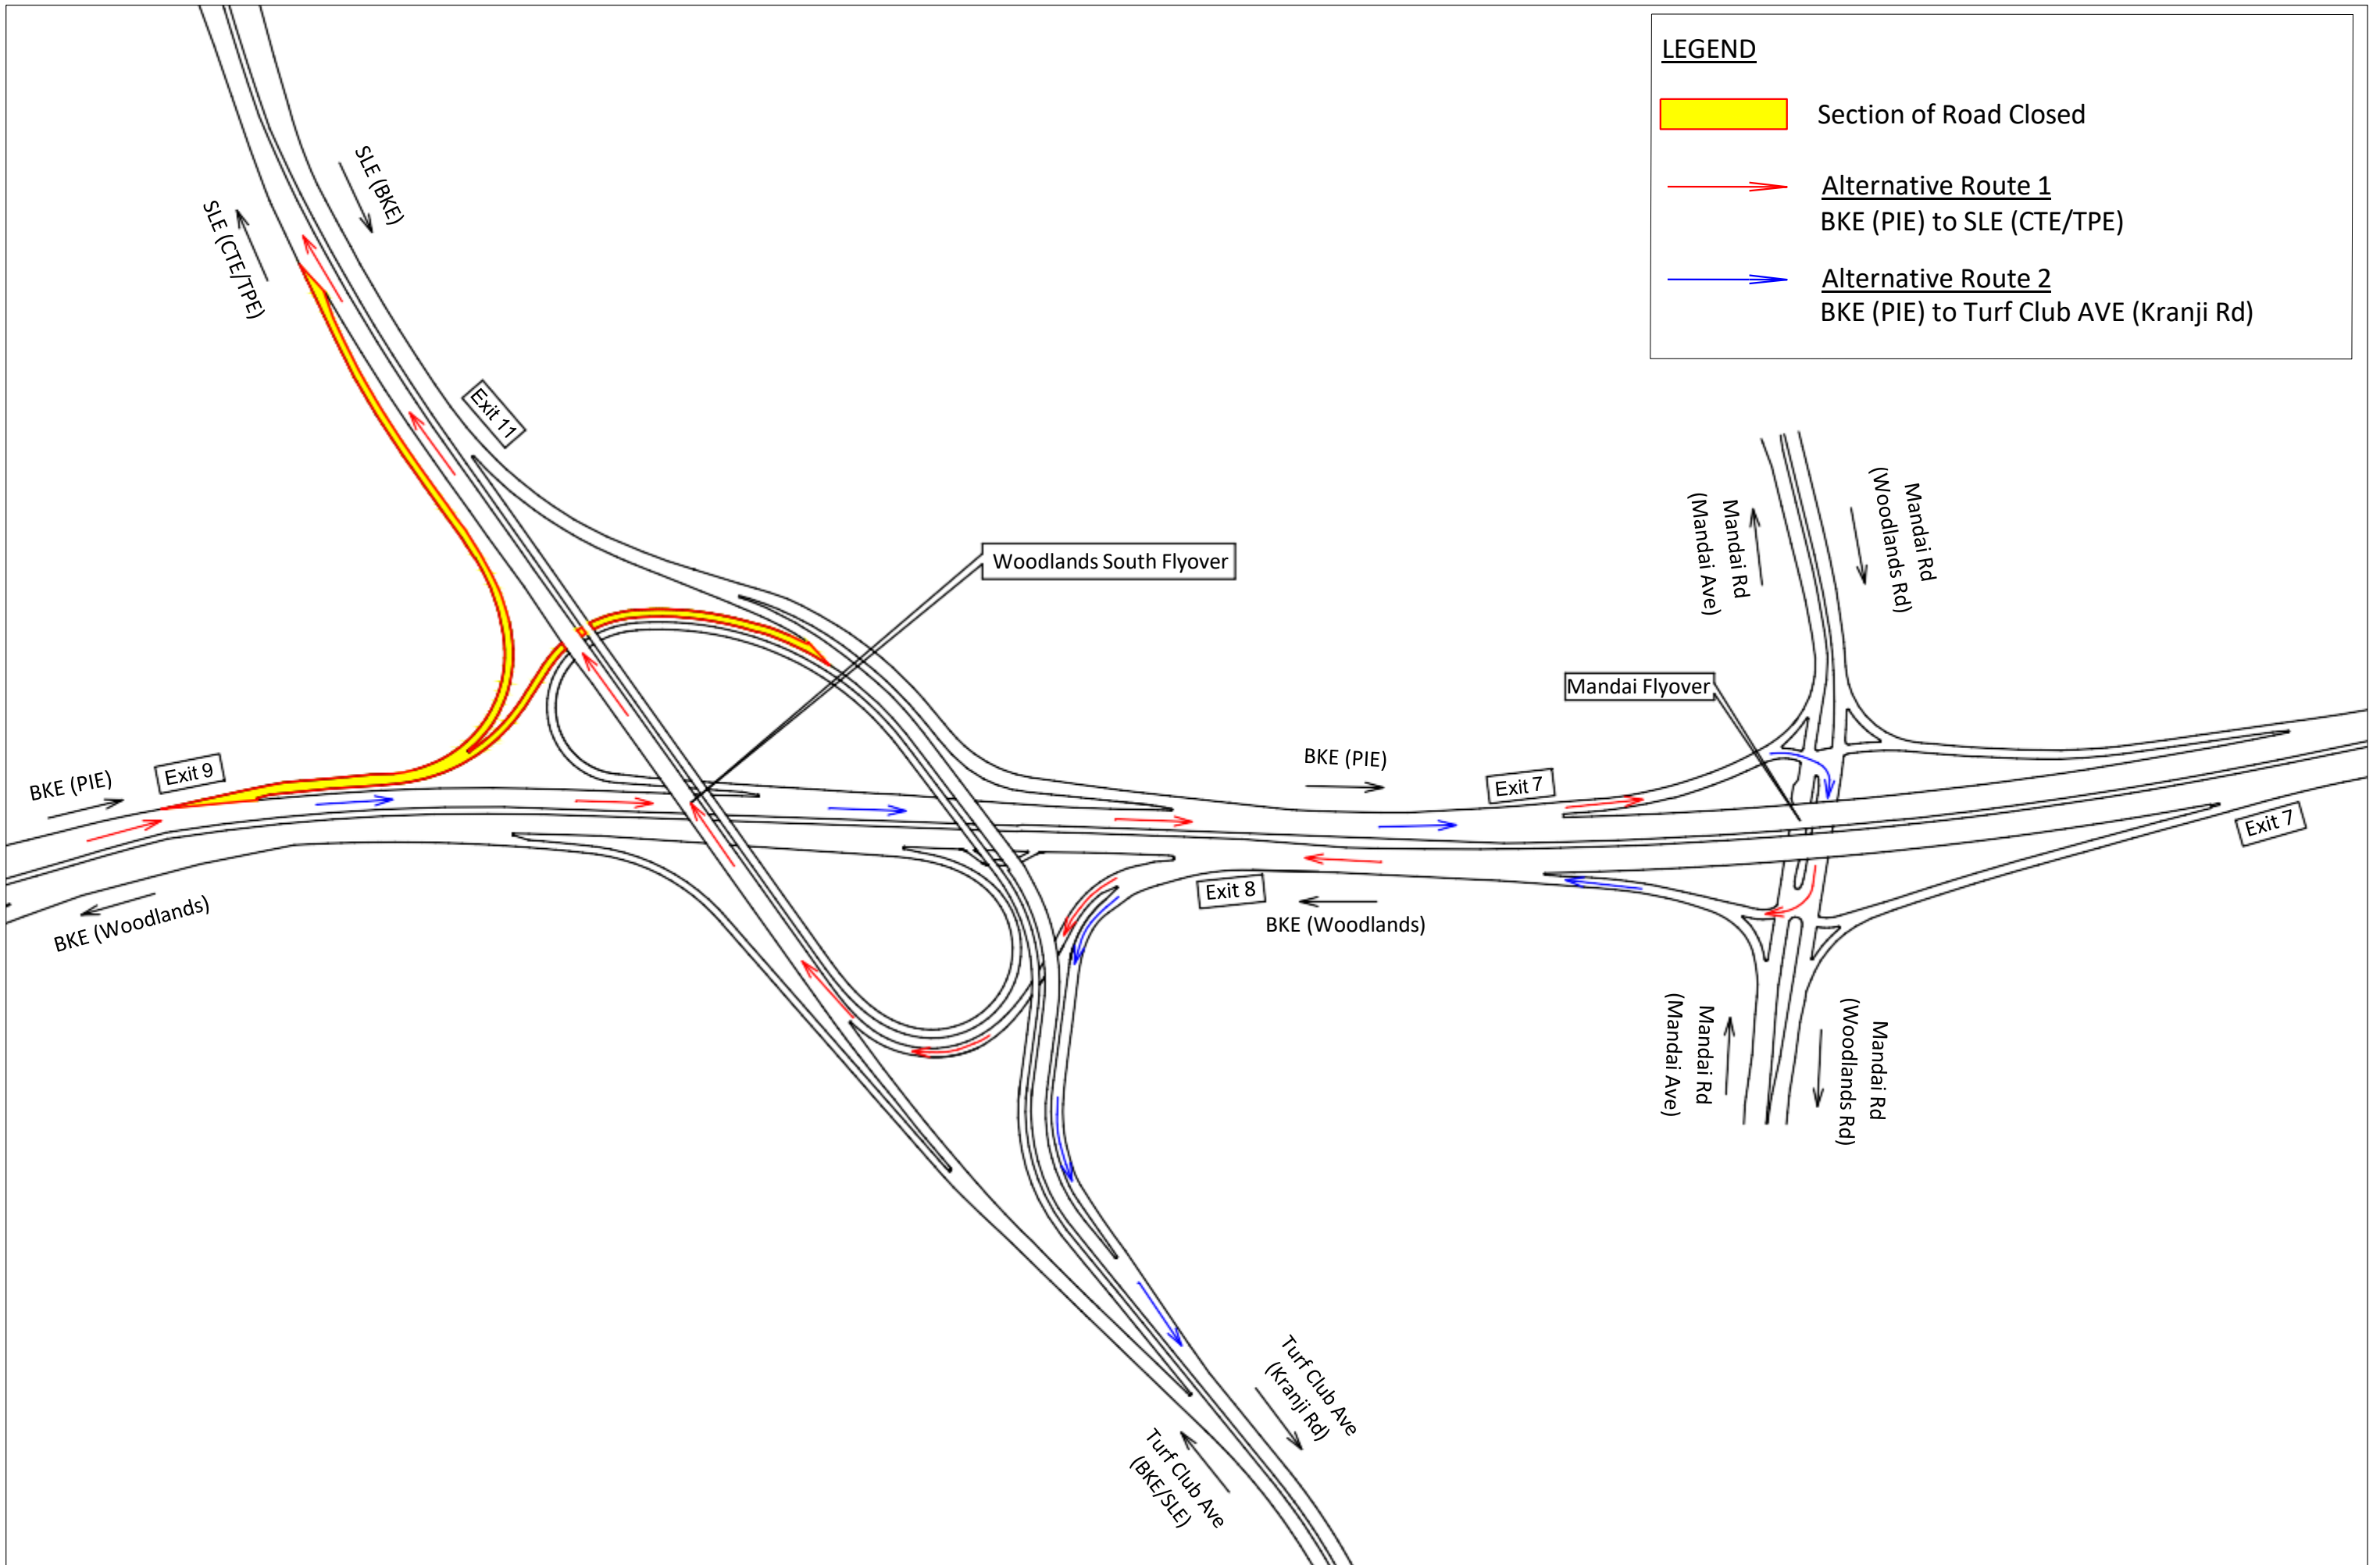 LEGEND
Section of Road Closed
Alternative Route 1
BKE (PIE) to SLE (CTE/TPE)
Alternative Route 2
BKE (PIE) to Turf Club AVE (Kranji Rd)
SLE (BKE)
SLE (CTE/TPE)
Exit 11
Woodlands South Flyover
Mandai Rd
(Mandai Ave)
Mandai Rd
(Woodlands Rd)
Mandai Flyover
BKE (PIE)
Exit 9
BKE (PIE)
Exit 7
Exit 7
BKE (Woodlands)
Exit 8
BKE (Woodlands)
Mandai Rd
(Mandai Ave)
Mandai Rd
(Woodlands Rd)
Turf Club Ave
(Kranji Rd)
Turf Club Ave
(BKE/SLE)